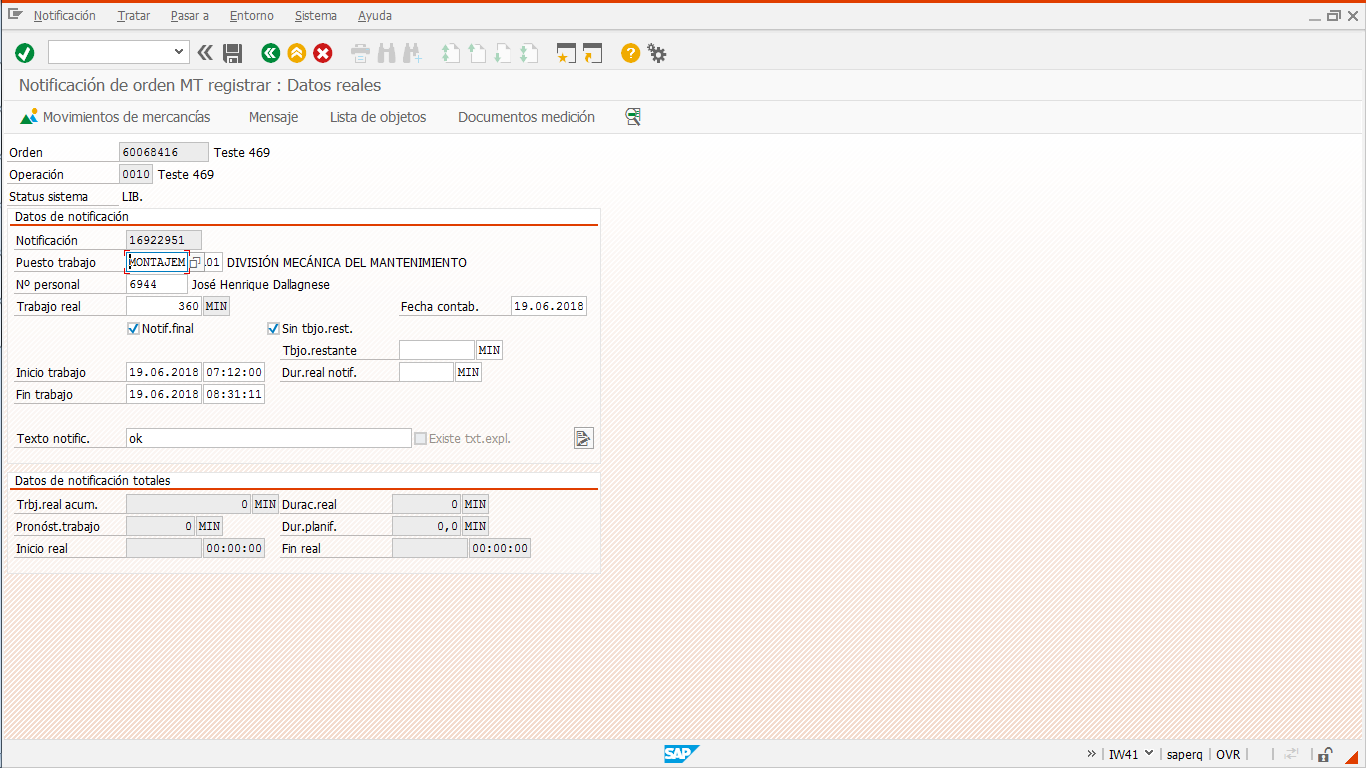 Notificación Tratar Pasar a Entorno Sistema Ayuda
Notificación de orden MT registrar : Datos reales
Movimientos de mercancías Mensaje Lista de objetos Documentos medición
Orden 60068416 Teste 469
Operación 0010 Teste 469
Status sistema LIB.
Datos de notificación
Notificación 16922951
Puesto trabajo MONTAJEM 01 DIVISIÓN MECÁNICA DEL MANTENIMIENTO
Nº personal 6944 José Henrique Dallagnese
Trabajo real 360 MIN Fecha contab. 19.06.2018
Notif.final Sin tbjo.rest.
Tbjo.restante MIN
Inicio trabajo 19.06.2018 07:12:00 Dur.real notif. MIN
Fin trabajo 19.06.2018 08:31:11
Texto notific. ok Existe txt.expl.
Datos de notificación totales
Trbj.real acum. 0 MIN Durac.real 0 MIN
Pronóst.trabajo 0 MIN Dur.planif. 0,0 MIN
Inicio real 00:00:00 Fin real 00:00:00
SAP IW41 saperq OVR